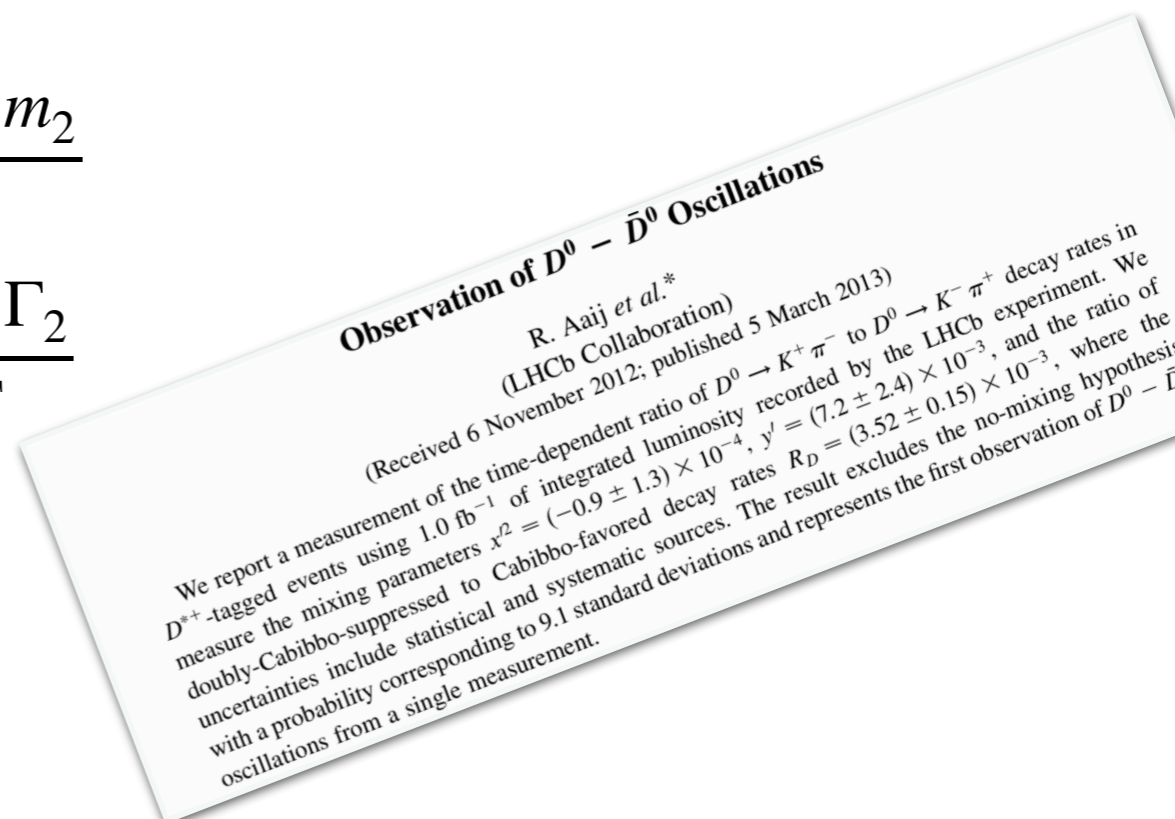 m₂
Γ₂
Observation of D⁰ − D̄⁰ Oscillations
R. Aaij et al.*
(LHCb Collaboration)
(Received 6 November 2012; published 5 March 2013)
We report a measurement of the time-dependent ratio of D⁰ → K⁺π⁻ to D⁰ → K⁻π⁺ decay rates in
D*⁺-tagged events using 1.0 fb⁻¹ of integrated luminosity recorded by the LHCb experiment. We
measure the mixing parameters x′² = (−0.9 ± 1.3) × 10⁻⁴, y′ = (7.2 ± 2.4) × 10⁻³, and the ratio of
doubly-Cabibbo-suppressed to Cabibbo-favored decay rates R_D = (3.52 ± 0.15) × 10⁻³, where the
uncertainties include statistical and systematic sources. The result excludes the no-mixing hypothesis
with a probability corresponding to 9.1 standard deviations and represents the first observation of D⁰ − D̄
oscillations from a single measurement.